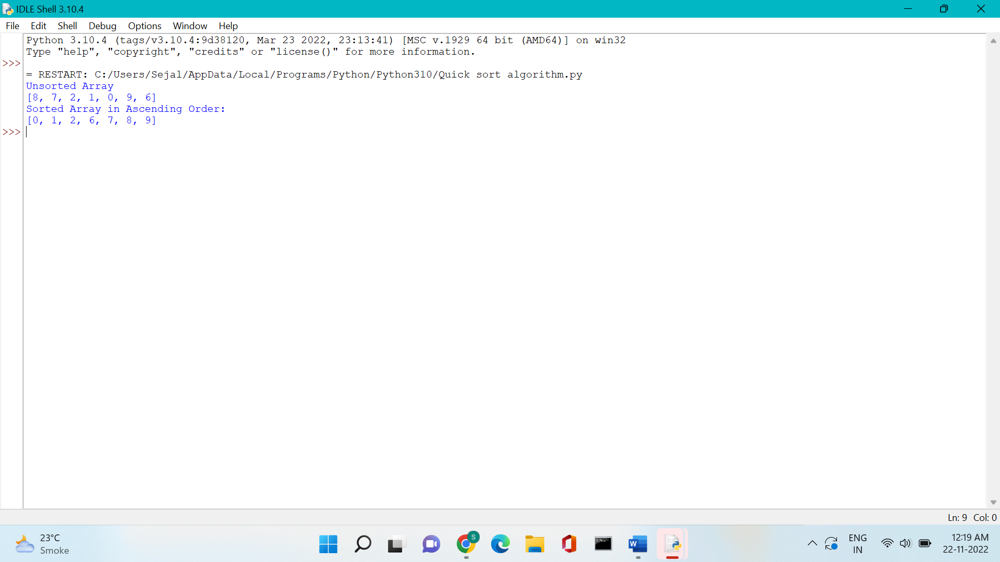 IDLE Shell 3.10.4
File Edit Shell Debug Options Window Help
Python 3.10.4 (tags/v3.10.4:9d38120, Mar 23 2022, 23:13:41) [MSC v.1929 64 bit (AMD64)] on win32
Type "help", "copyright", "credits" or "license()" for more information.
>>>
= RESTART: C:/Users/Sejal/AppData/Local/Programs/Python/Python310/Quick sort algorithm.py
Unsorted Array
[8, 7, 2, 1, 0, 9, 6]
Sorted Array in Ascending Order:
[0, 1, 2, 6, 7, 8, 9]
>>>
Ln: 9 Col: 0
23°C
Smoke
S
C:\_
W
ENG
IN
12:19 AM
22-11-2022